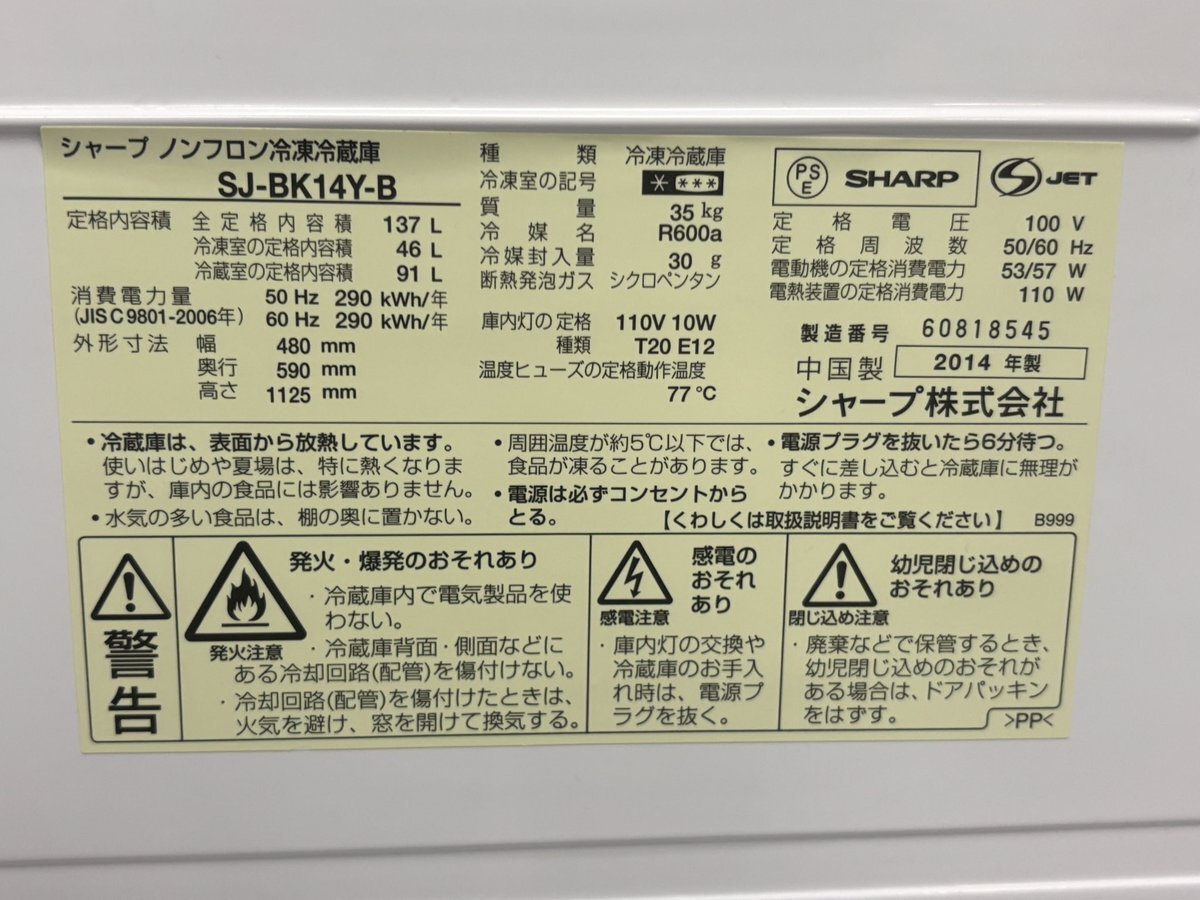 シャープ ノンフロン冷凍冷蔵庫
SJ-BK14Y-B
定格内容積 全定格内容積 137 L
冷凍室の定格内容積 46 L
冷蔵室の定格内容積 91 L
消費電力量 50 Hz 290 kWh/年
(JIS C 9801-2006年) 60 Hz 290 kWh/年
外形寸法 幅 480 mm
奥行 590 mm
高さ 1125 mm
種類 冷凍冷蔵庫
冷凍室の記号 * ***
質量 35 kg
冷媒名 R600a
冷媒封入量 30 g
断熱発泡ガス シクロペンタン
庫内灯の定格 110V 10W
種類 T20 E12
温度ヒューズの定格動作温度
77 ℃
PSE SHARP JET
定格電圧 100 V
定格周波数 50/60 Hz
電動機の定格消費電力 53/57 W
電熱装置の定格消費電力 110 W
製造番号 60818545
中国製 2014 年製
シャープ株式会社
・冷蔵庫は、表面から放熱しています。
使いはじめや夏場は、特に熱くなりま
すが、庫内の食品には影響ありません。
・水気の多い食品は、棚の奥に置かない。
・周囲温度が約5℃以下では、
食品が凍ることがあります。
・電源は必ずコンセントから
とる。
・電源プラグを抜いたら6分待つ。
すぐに差し込むと冷蔵庫に無理が
かかります。
【くわしくは取扱説明書をご覧ください】 B999
警告
発火注意
発火・爆発のおそれあり
・冷蔵庫内で電気製品を使
わない。
・冷蔵庫背面・側面などに
ある冷却回路(配管)を傷付けない。
・冷却回路(配管)を傷付けたときは、
火気を避け、窓を開けて換気する。
感電注意
感電の
おそれ
あり
・庫内灯の交換や
冷蔵庫のお手入
れ時は、電源プ
ラグを抜く。
閉じ込め注意
幼児閉じ込めの
おそれあり
・廃棄などで保管するとき、
幼児閉じ込めのおそれが
ある場合は、ドアパッキン
をはずす。
>PP<